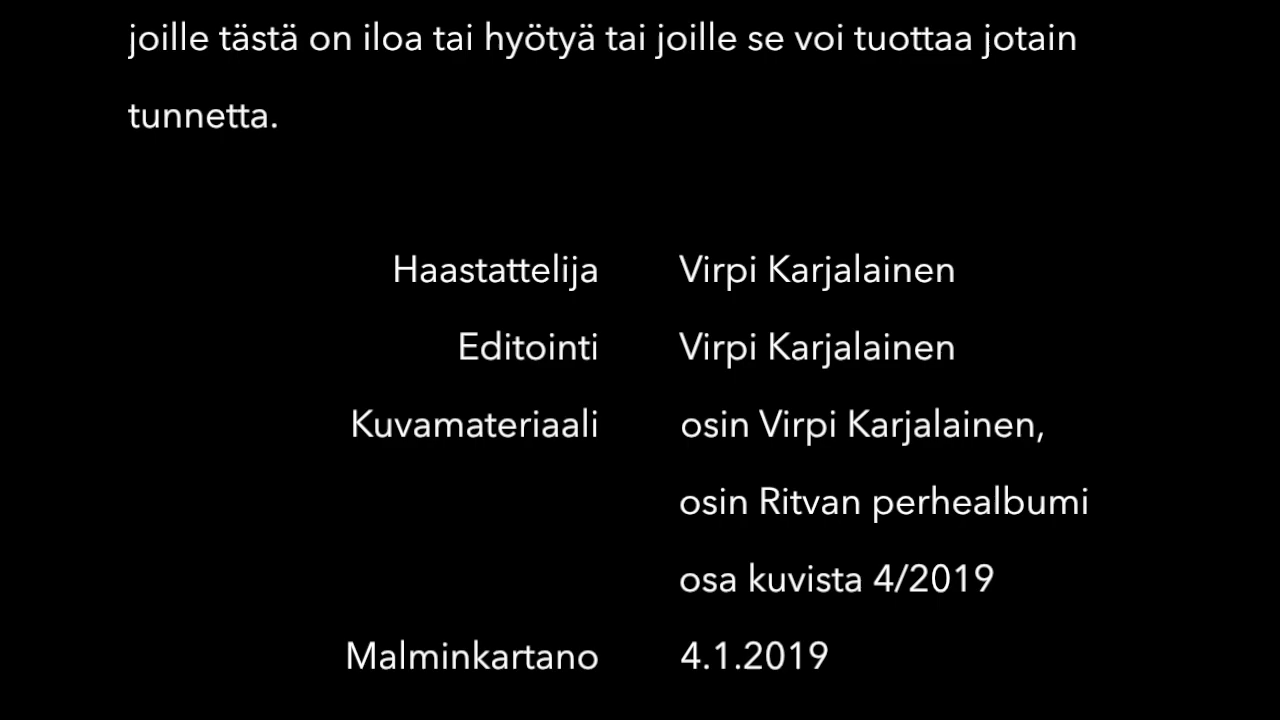 joille tästä on iloa tai hyötyä tai joille se voi tuottaa jotain
tunnetta.
Haastattelija Virpi Karjalainen
Editointi Virpi Karjalainen
Kuvamateriaali osin Virpi Karjalainen,
osin Ritvan perhealbumi
osa kuvista 4/2019
Malminkartano 4.1.2019